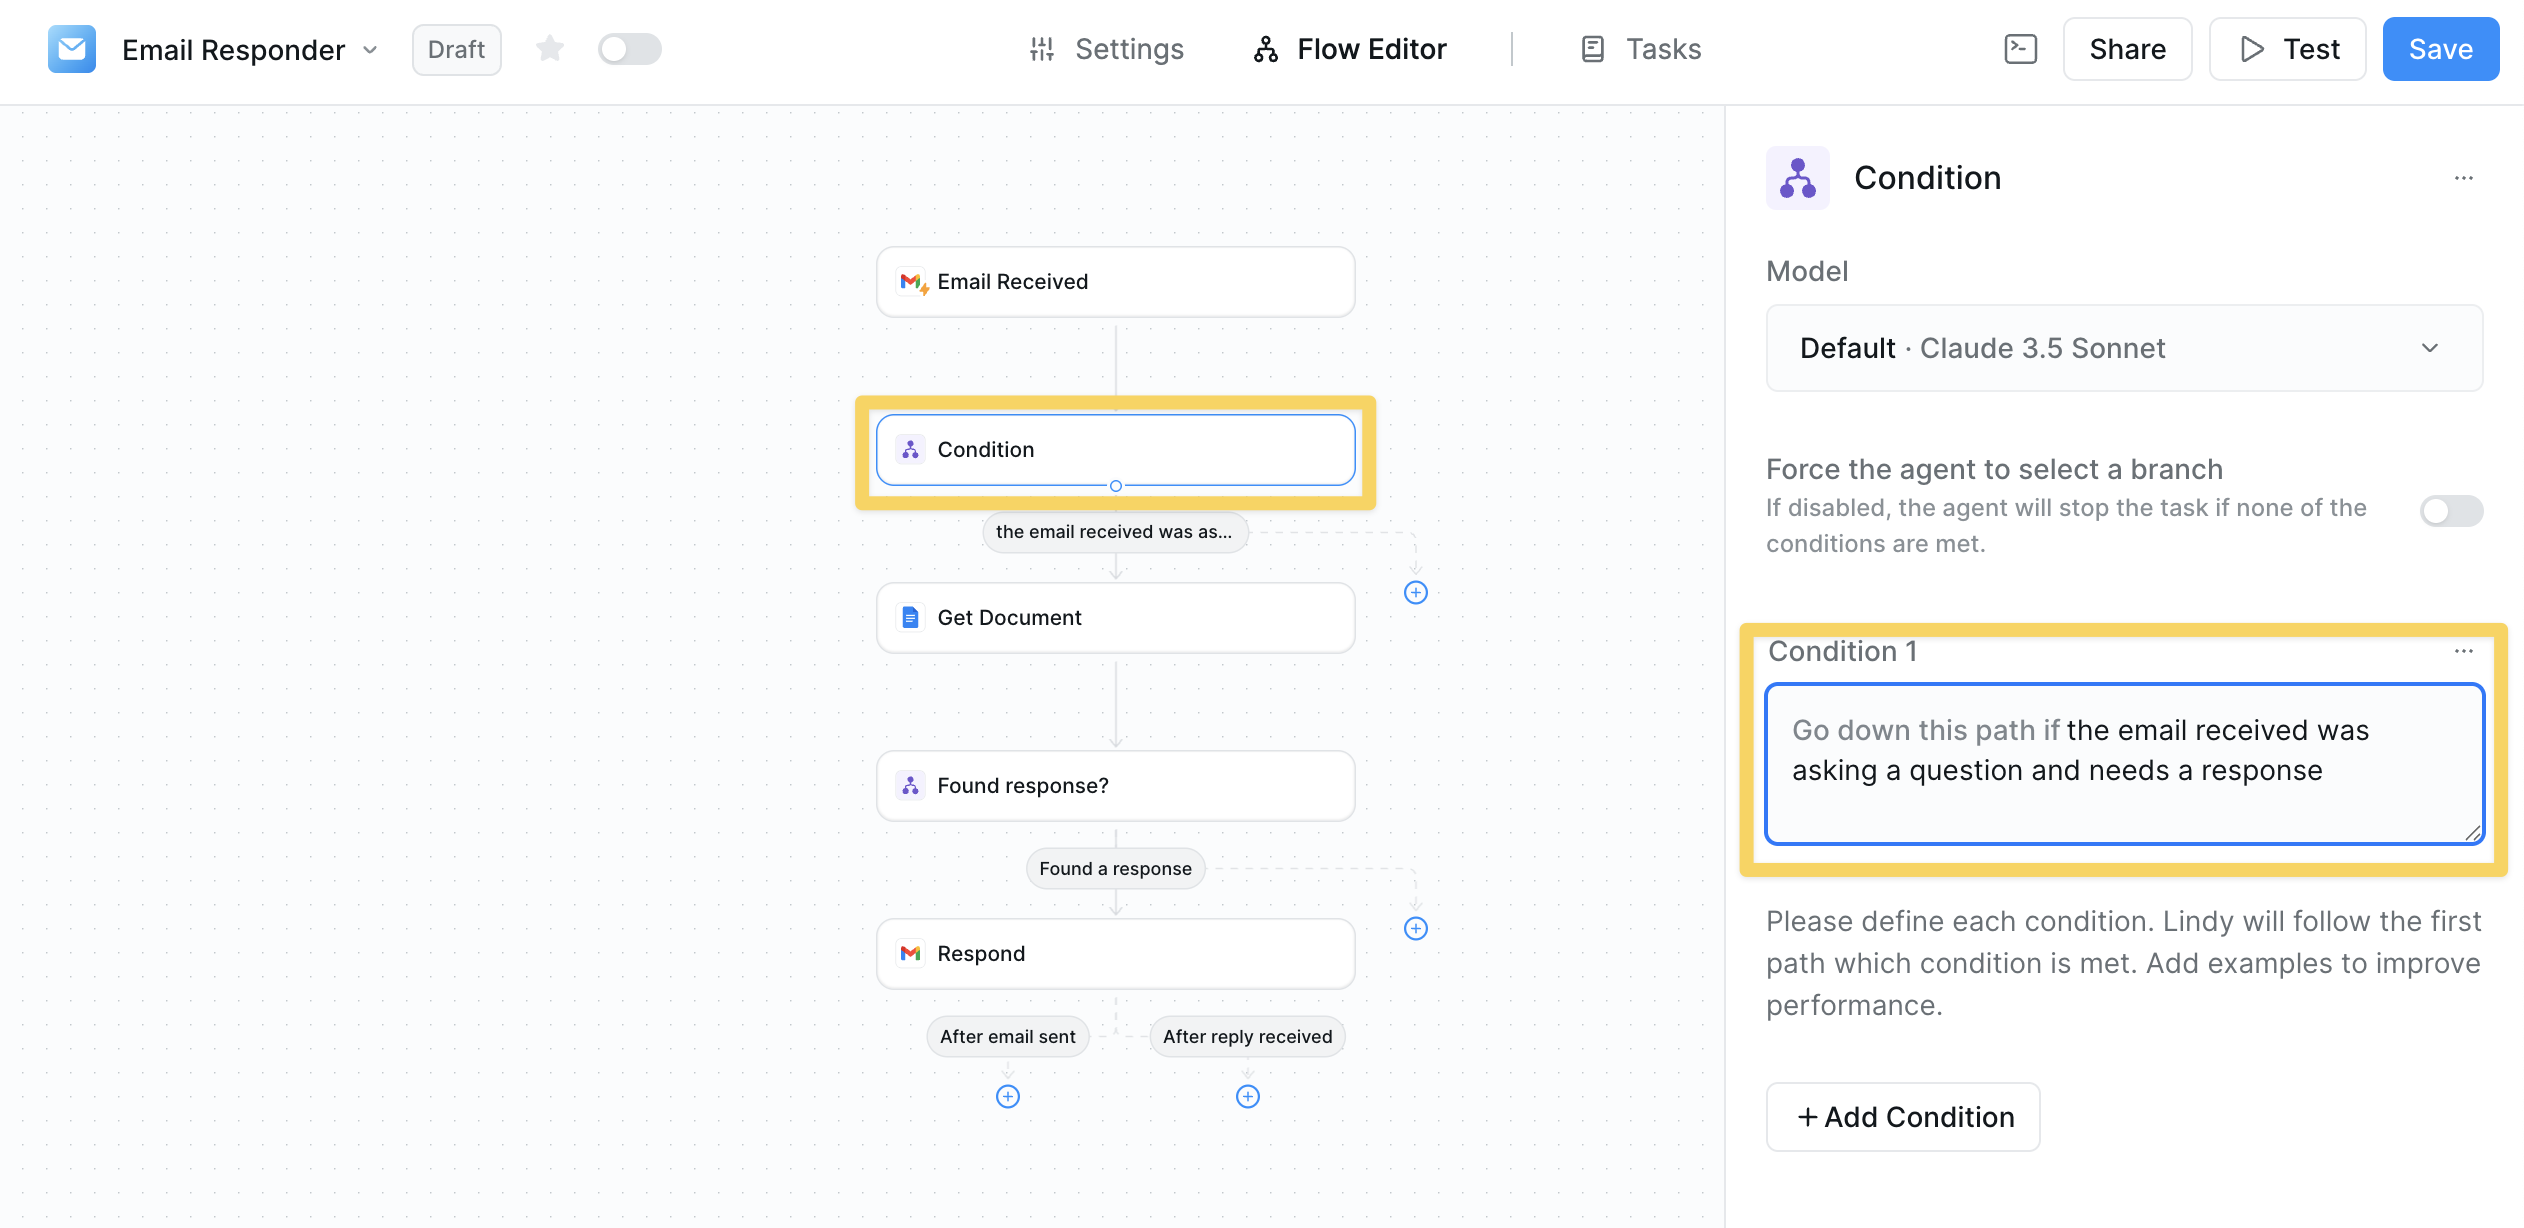 Email Responder
Draft
Settings
Flow Editor
Tasks
Share
Test
Save
Email Received
Condition
the email received was as...
Get Document
Found response?
Found a response
Respond
After email sent
After reply received
Condition
Model
Default · Claude 3.5 Sonnet
Force the agent to select a branch
If disabled, the agent will stop the task if none of the
conditions are met.
Condition 1
Go down this path if the email received was
asking a question and needs a response
Please define each condition. Lindy will follow the first
path which condition is met. Add examples to improve
performance.
+ Add Condition